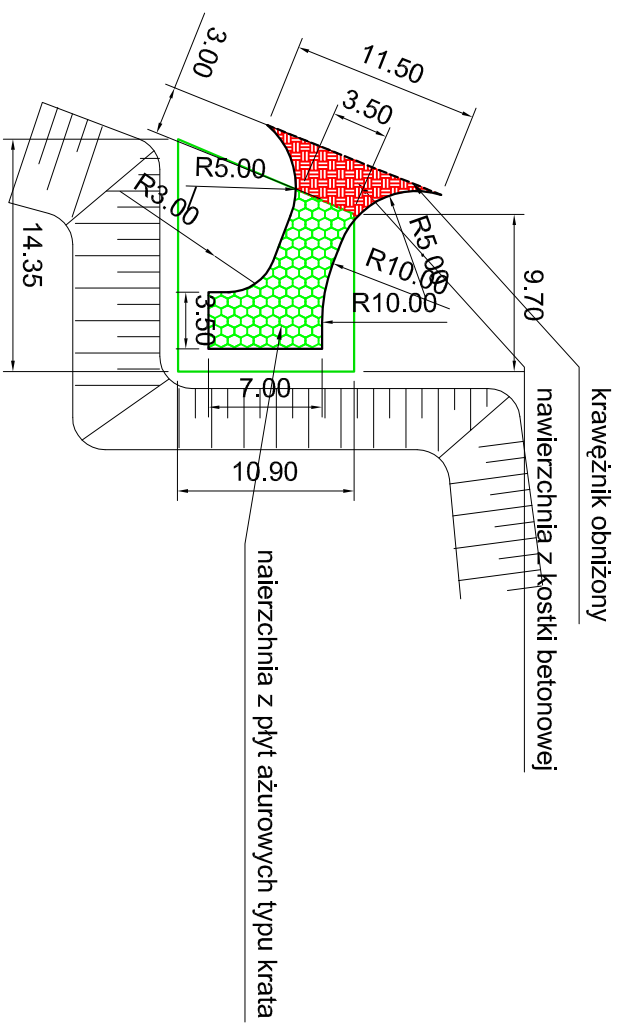 3.00
11.50
3.50
R5.00
R3.00
R5.00
R10.00
R10.00
9.70
14.35
3.50
7.00
10.90
krawężnik obniżony
nawierzchnia z kostki betonowej
naierzchnia z płyt ażurowych typu krata